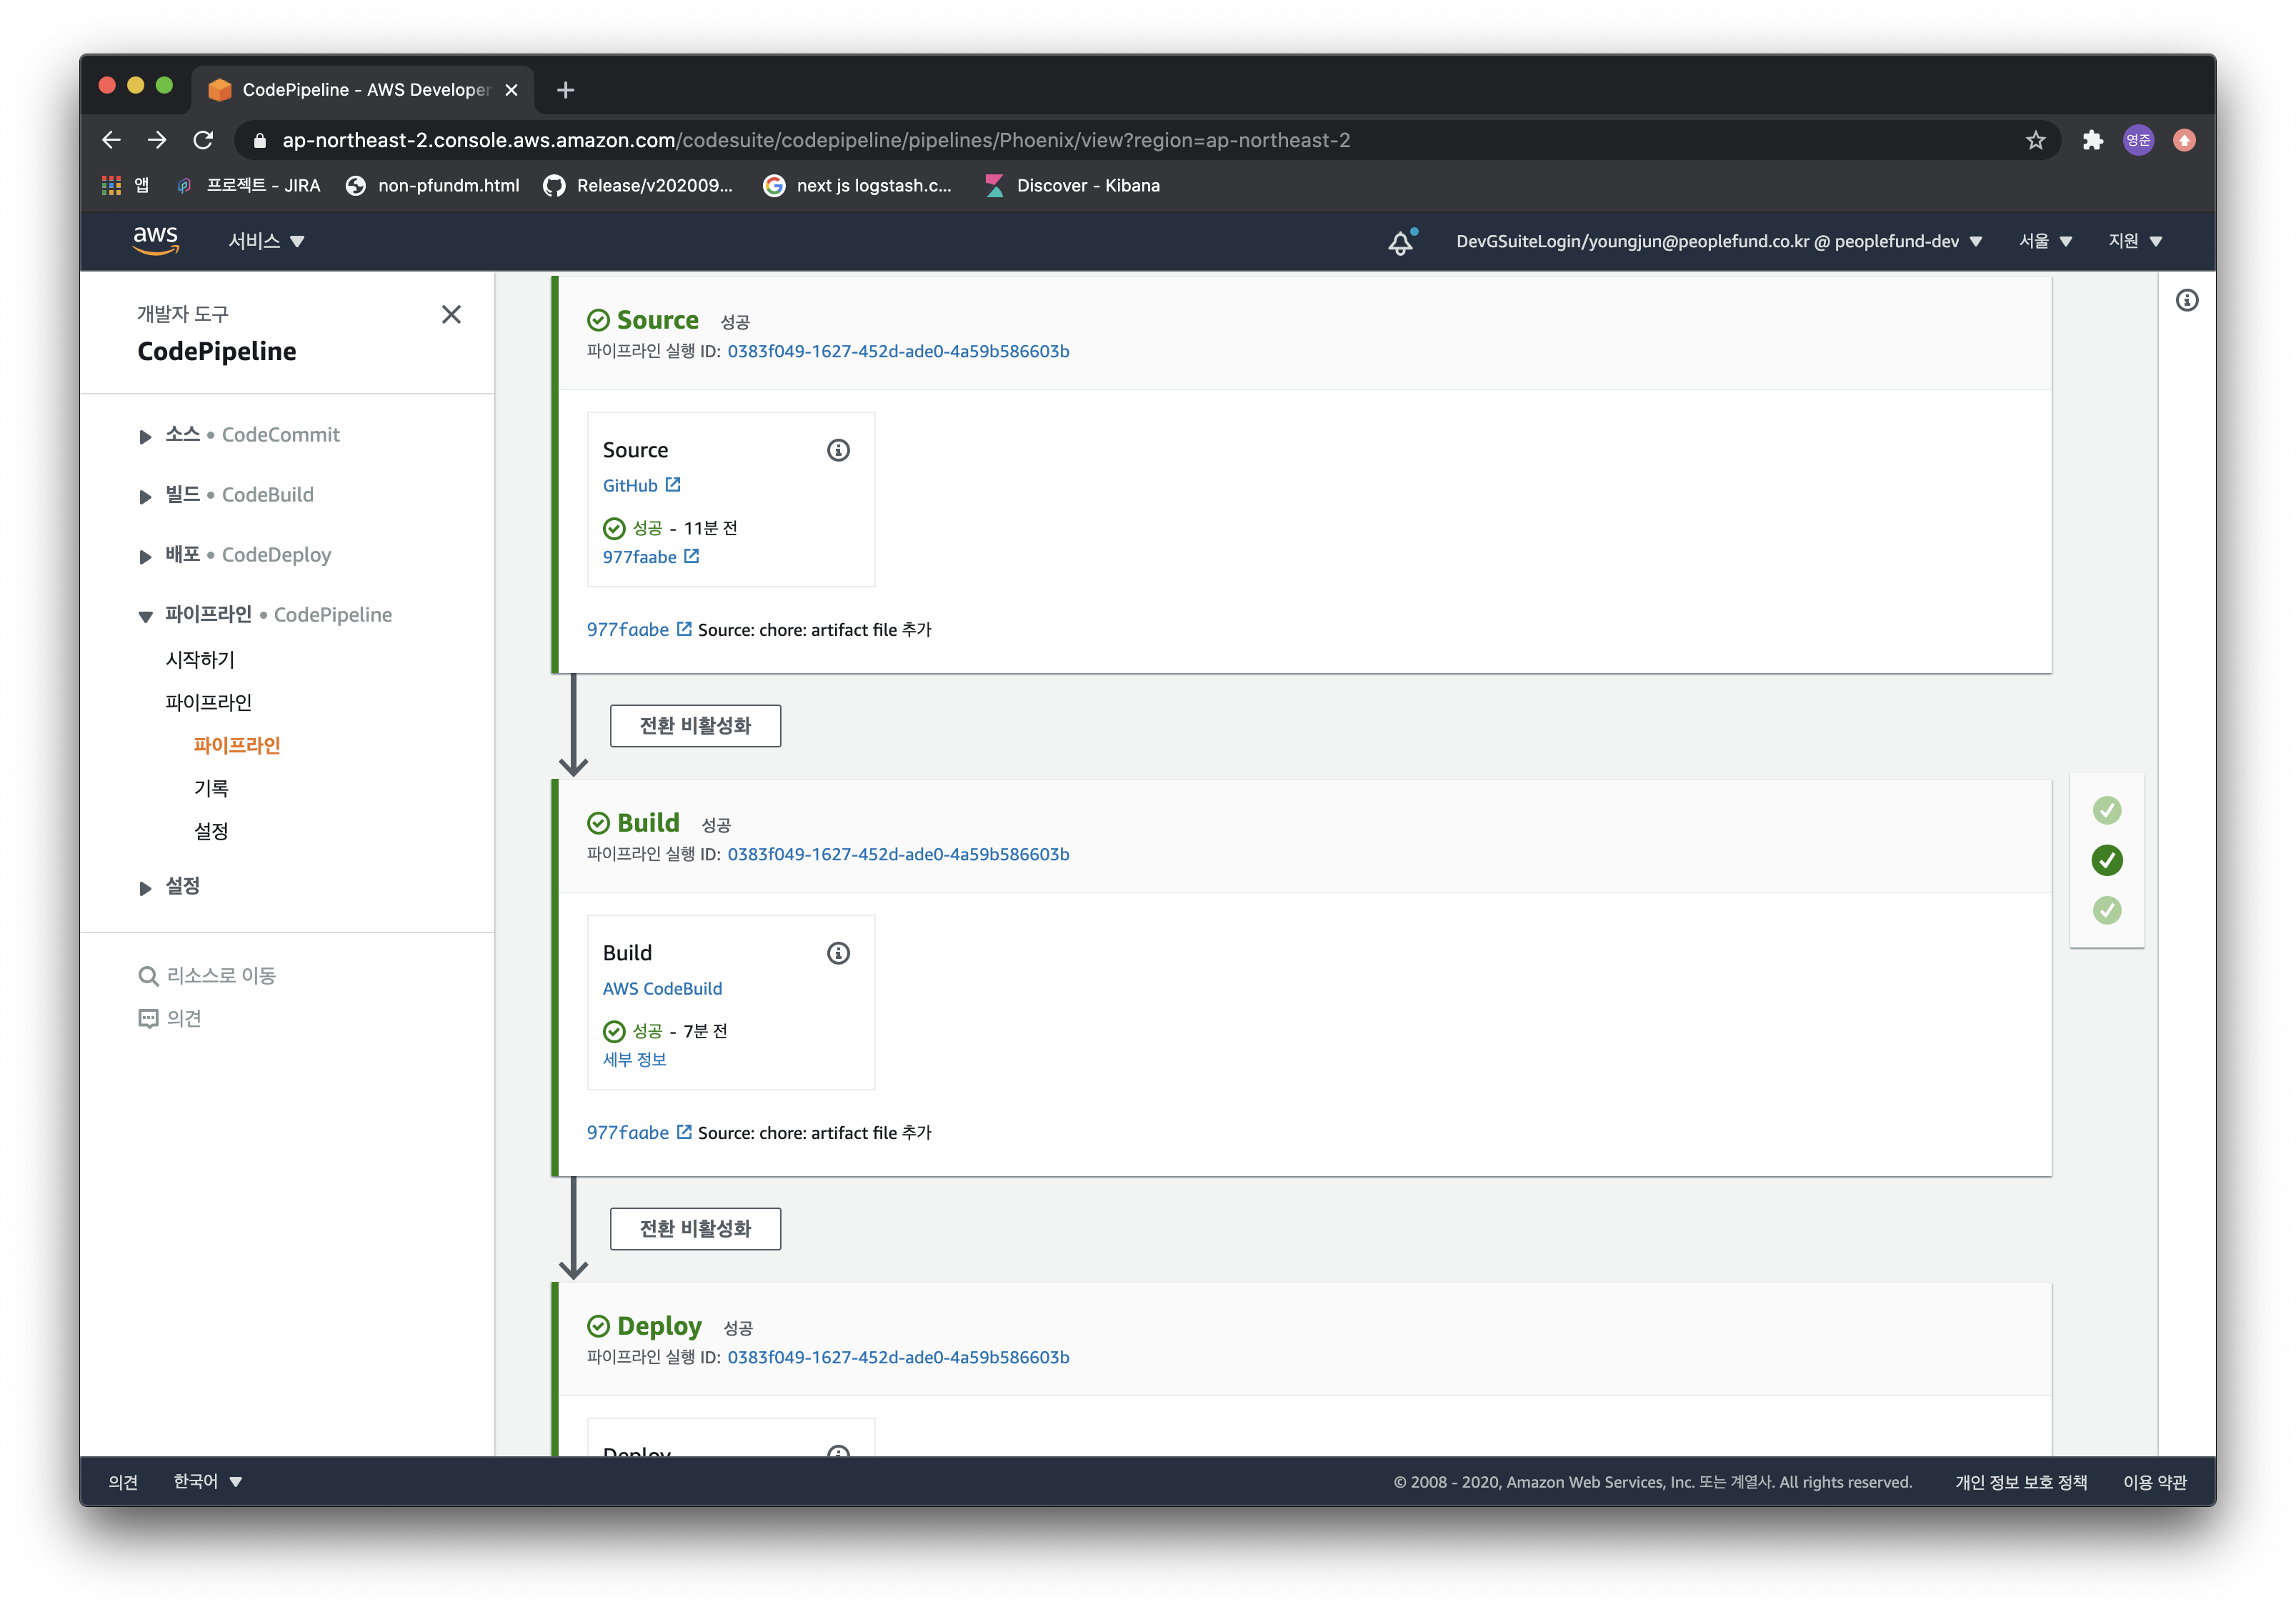 CodePipeline - AWS Developer
ap-northeast-2.console.aws.amazon.com/codesuite/codepipeline/pipelines/Phoenix/view?region=ap-northeast-2
영준
앱
프로젝트 - JIRA
non-pfundm.html
Release/v202009...
next js logstash.c...
Discover - Kibana
aws
서비스
DevGSuiteLogin/youngjun@peoplefund.co.kr @ peoplefund-dev
서울
지원
개발자 도구
CodePipeline
소스 • CodeCommit
빌드 • CodeBuild
배포 • CodeDeploy
파이프라인 • CodePipeline
시작하기
파이프라인
파이프라인
기록
설정
설정
리소스로 이동
의견
Source 성공
파이프라인 실행 ID: 0383f049-1627-452d-ade0-4a59b586603b
Source
GitHub
성공 - 11분 전
977faabe
977faabe Source: chore: artifact file 추가
전환 비활성화
Build 성공
파이프라인 실행 ID: 0383f049-1627-452d-ade0-4a59b586603b
Build
AWS CodeBuild
성공 - 7분 전
세부 정보
977faabe Source: chore: artifact file 추가
전환 비활성화
Deploy 성공
파이프라인 실행 ID: 0383f049-1627-452d-ade0-4a59b586603b
Deploy
의견
한국어
© 2008 - 2020, Amazon Web Services, Inc. 또는 계열사. All rights reserved.
개인 정보 보호 정책
이용 약관